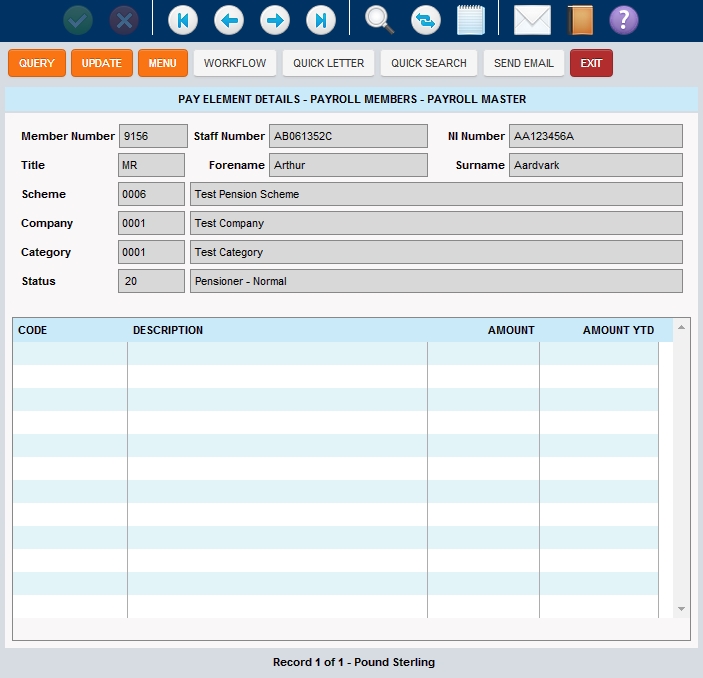 ?
QUERY UPDATE MENU WORKFLOW QUICK LETTER QUICK SEARCH SEND EMAIL EXIT
PAY ELEMENT DETAILS - PAYROLL MEMBERS - PAYROLL MASTER
Member Number 9156 Staff Number AB061352C NI Number AA123456A
Title MR Forename Arthur Surname Aardvark
Scheme 0006 Test Pension Scheme
Company 0001 Test Company
Category 0001 Test Category
Status 20 Pensioner - Normal
CODE DESCRIPTION AMOUNT AMOUNT YTD
Record 1 of 1 - Pound Sterling